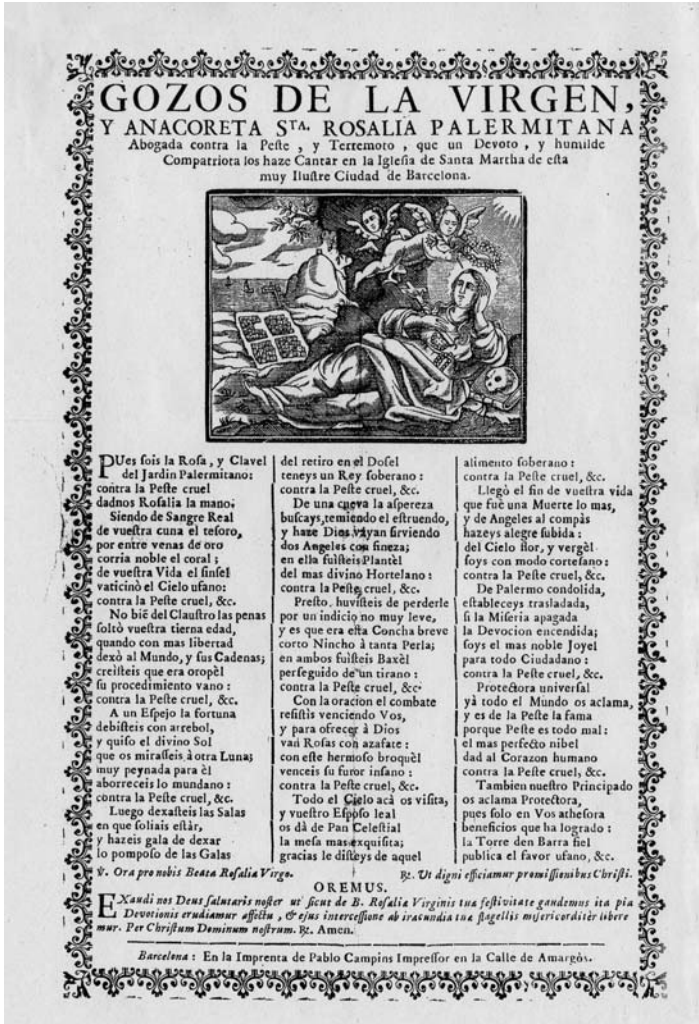 GOZOS DE LA VIRGEN,
Y ANACORETA STA. ROSALIA PALERMITANA
Abogada contra la Peſte, y Terremoto, que un Devoto, y humilde
Compatriota los haze Cantar en la Igleſia de Santa Martha de eſta
muy Iluſtre Ciudad de Barcelona.
PUes ſois la Roſa, y Clavel
del Jardin Palermitano:
contra la Peſte cruel
dadnos Roſalia la mano.
Siendo de Sangre Real
de vueſtra cuna el teſoro,
por entre venas de oro
corria noble el coral;
de vueſtra Vida el ſinſel
vaticinò el Cielo ufano:
contra la Peſte cruel, &c.
No biē del Clauſtro las penas
ſoltò vueſtra tierna edad,
quando con mas libertad
dexò al Mundo, y ſus Cadenas;
creiſteis que era oropèl
ſu procedimiento vano:
contra la Peſte cruel, &c.
A un Eſpejo la fortuna
debiſteis con arrebol,
y quiſo el divino Sol
que os miraſſeis à otra Luna;
muy peynada para èl
aborreceis lo mundano:
contra la Peſte cruel, &c.
Luego dexaſteis las Salas
en que ſoliais eſtàr,
y hazeis gala de dexar
lo pompoſo de las Galas
del retiro en el Doſel
teneys un Rey ſoberano:
contra la Peſte cruel, &c.
De una cueva la aſpereza
buſcays, temiendo el eſtruendo,
y haze Dios vayan ſirviendo
dos Angeles con fineza;
en ella fuiſteis Plantèl
del mas divino Hortelano:
contra la Peſte cruel, &c.
Preſto huviſteis de perderle
por un indicio no muy leve,
y es que era eſta Concha breve
corto Nincho à tanta Perla;
en ambos fuiſteis Baxèl
perſeguido de un tirano:
contra la Peſte cruel, &c.
Con la oracion el combate
reſiſtis venciendo Vos,
y para ofrecer à Dios
van Roſas con azafate:
con eſte hermoſo broquèl
venceis ſu furor inſano:
contra la Peſte cruel, &c.
Todo el Cielo acà os viſita,
y vueſtro Eſpoſo leal
os dà de Pan Celeſtial
la meſa mas exquiſita;
gracias le diſteys de aquel
alimento ſoberano:
contra la Peſte cruel, &c.
Llegò el fin de vueſtra vida
que fuè una Muerte lo mas,
y de Angeles al compàs
hazeys alegre ſubida:
del Cielo flor, y vergèl
ſoys con modo corteſano:
contra la Peſte cruel, &c.
De Palermo condolida,
eſtableceys trasladada,
ſi la Miſeria apagada
la Devocion encendida;
ſoys el mas noble Joyel
para todo Ciudadano:
contra la Peſte cruel, &c.
Protectora univerſal
yà todo el Mundo os aclama,
y es de la Peſte la fama
porque Peſte es todo mal:
el mas perfecto nibel
dad al Corazon humano
contra la Peſte cruel, &c.
Tambien nueſtro Principado
os aclama Protectora,
pues ſolo en Vos atheſora
beneficios que ha logrado:
la Torre den Barra fiel
publica el favor ufano, &c.
℣. Ora pro nobis Beata Roſalia Virgo. ℞. Ut digni efficiamur promiſſionibus Chriſti.
OREMUS.
EXaudi nos Deus ſalutaris noſter ut ſicut de B. Roſalia Virginis tua feſtivitate gaudemus ita pia
Devotionis erudiamur affectu, & ejus interceſſione ab iracundia tua flagellis miſericorditèr libere
mur. Per Chriſtum Dominum noſtrum. ℞. Amen.
Barcelona: En la Imprenta de Pablo Campins Impreſſor en la Calle de Amargòs.